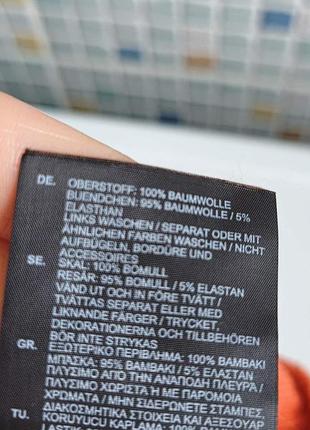 DE. OBERSTOFF: 100% BAUMWOLLE
BUENDCHEN: 95% BAUMWOLLE / 5%
ELASTHAN
LINKS WASCHEN / SEPARAT ODER MIT
ÄHNLICHEN FARBEN WASCHEN / NICHT
AUFBÜGELN, BORDÜRE UND
ACCESSOIRES
SE. SKAL: 100% BOMULL
RESÅR: 95% BOMULL / 5% ELASTAN
VÄND UT OCH IN FÖRE TVÄTT /
TVÄTTAS SEPARAT ELLER MED
LIKNANDE FÄRGER / TRYCKET,
DEKORATIONERNA OCH TILLBEHÖREN
BÖR INTE STRYKAS
GR. ΕΞΩΤΕΡΙΚΟ ΠΕΡΙΒΛΗΜΑ: 100% ΒΑΜΒΑΚΙ
ΜΠΑΣΚΑ: 95% ΒΑΜΒΑΚΙ / 5% ΕΛΑΣΤΑΝ
ΠΛΥΣΙΜΟ ΑΠΟ ΤΗΝ ΑΝΑΠΟΔΗ ΠΛΕΥΡΑ /
ΠΛΥΣΙΜΟ ΧΩΡΙΣΤΑ Η ΜΕ ΠΑΡΟΜΟΙΑ
ΧΡΩΜΑΤΑ / ΜΗΝ ΣΙΔΕΡΩΝΕΤΕ ΣΤΑΜΠΕΣ,
ΔΙΑΚΟΣΜΗΤΙΚΑ ΣΤΟΙΧΕΙΑ ΚΑΙ ΑΞΕΣΟΥΑΡ
TU. KORUYUCU KAPLAMA: 100%
LASTİK